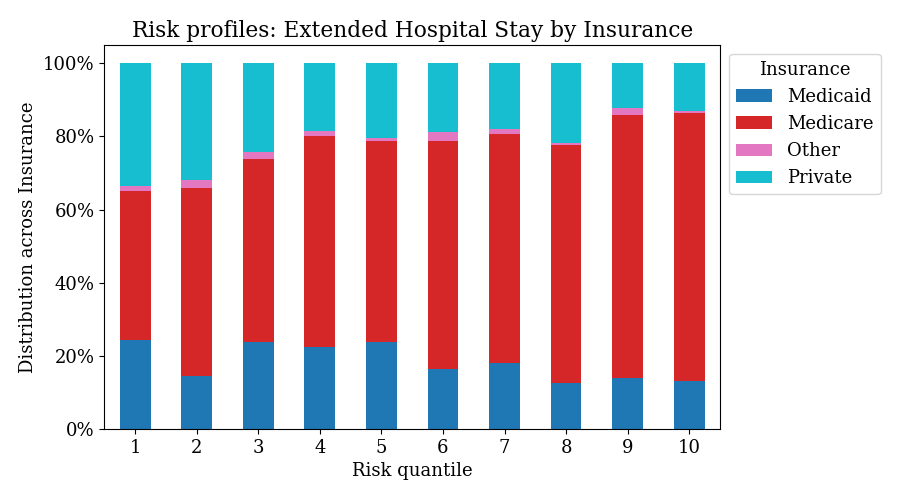 Risk profiles: Extended Hospital Stay by Insurance
Distribution across Insurance
100%
80%
60%
40%
20%
0%
1 2 3 4 5 6 7 8 9 10
Risk quantile
Insurance
Medicaid
Medicare
Other
Private